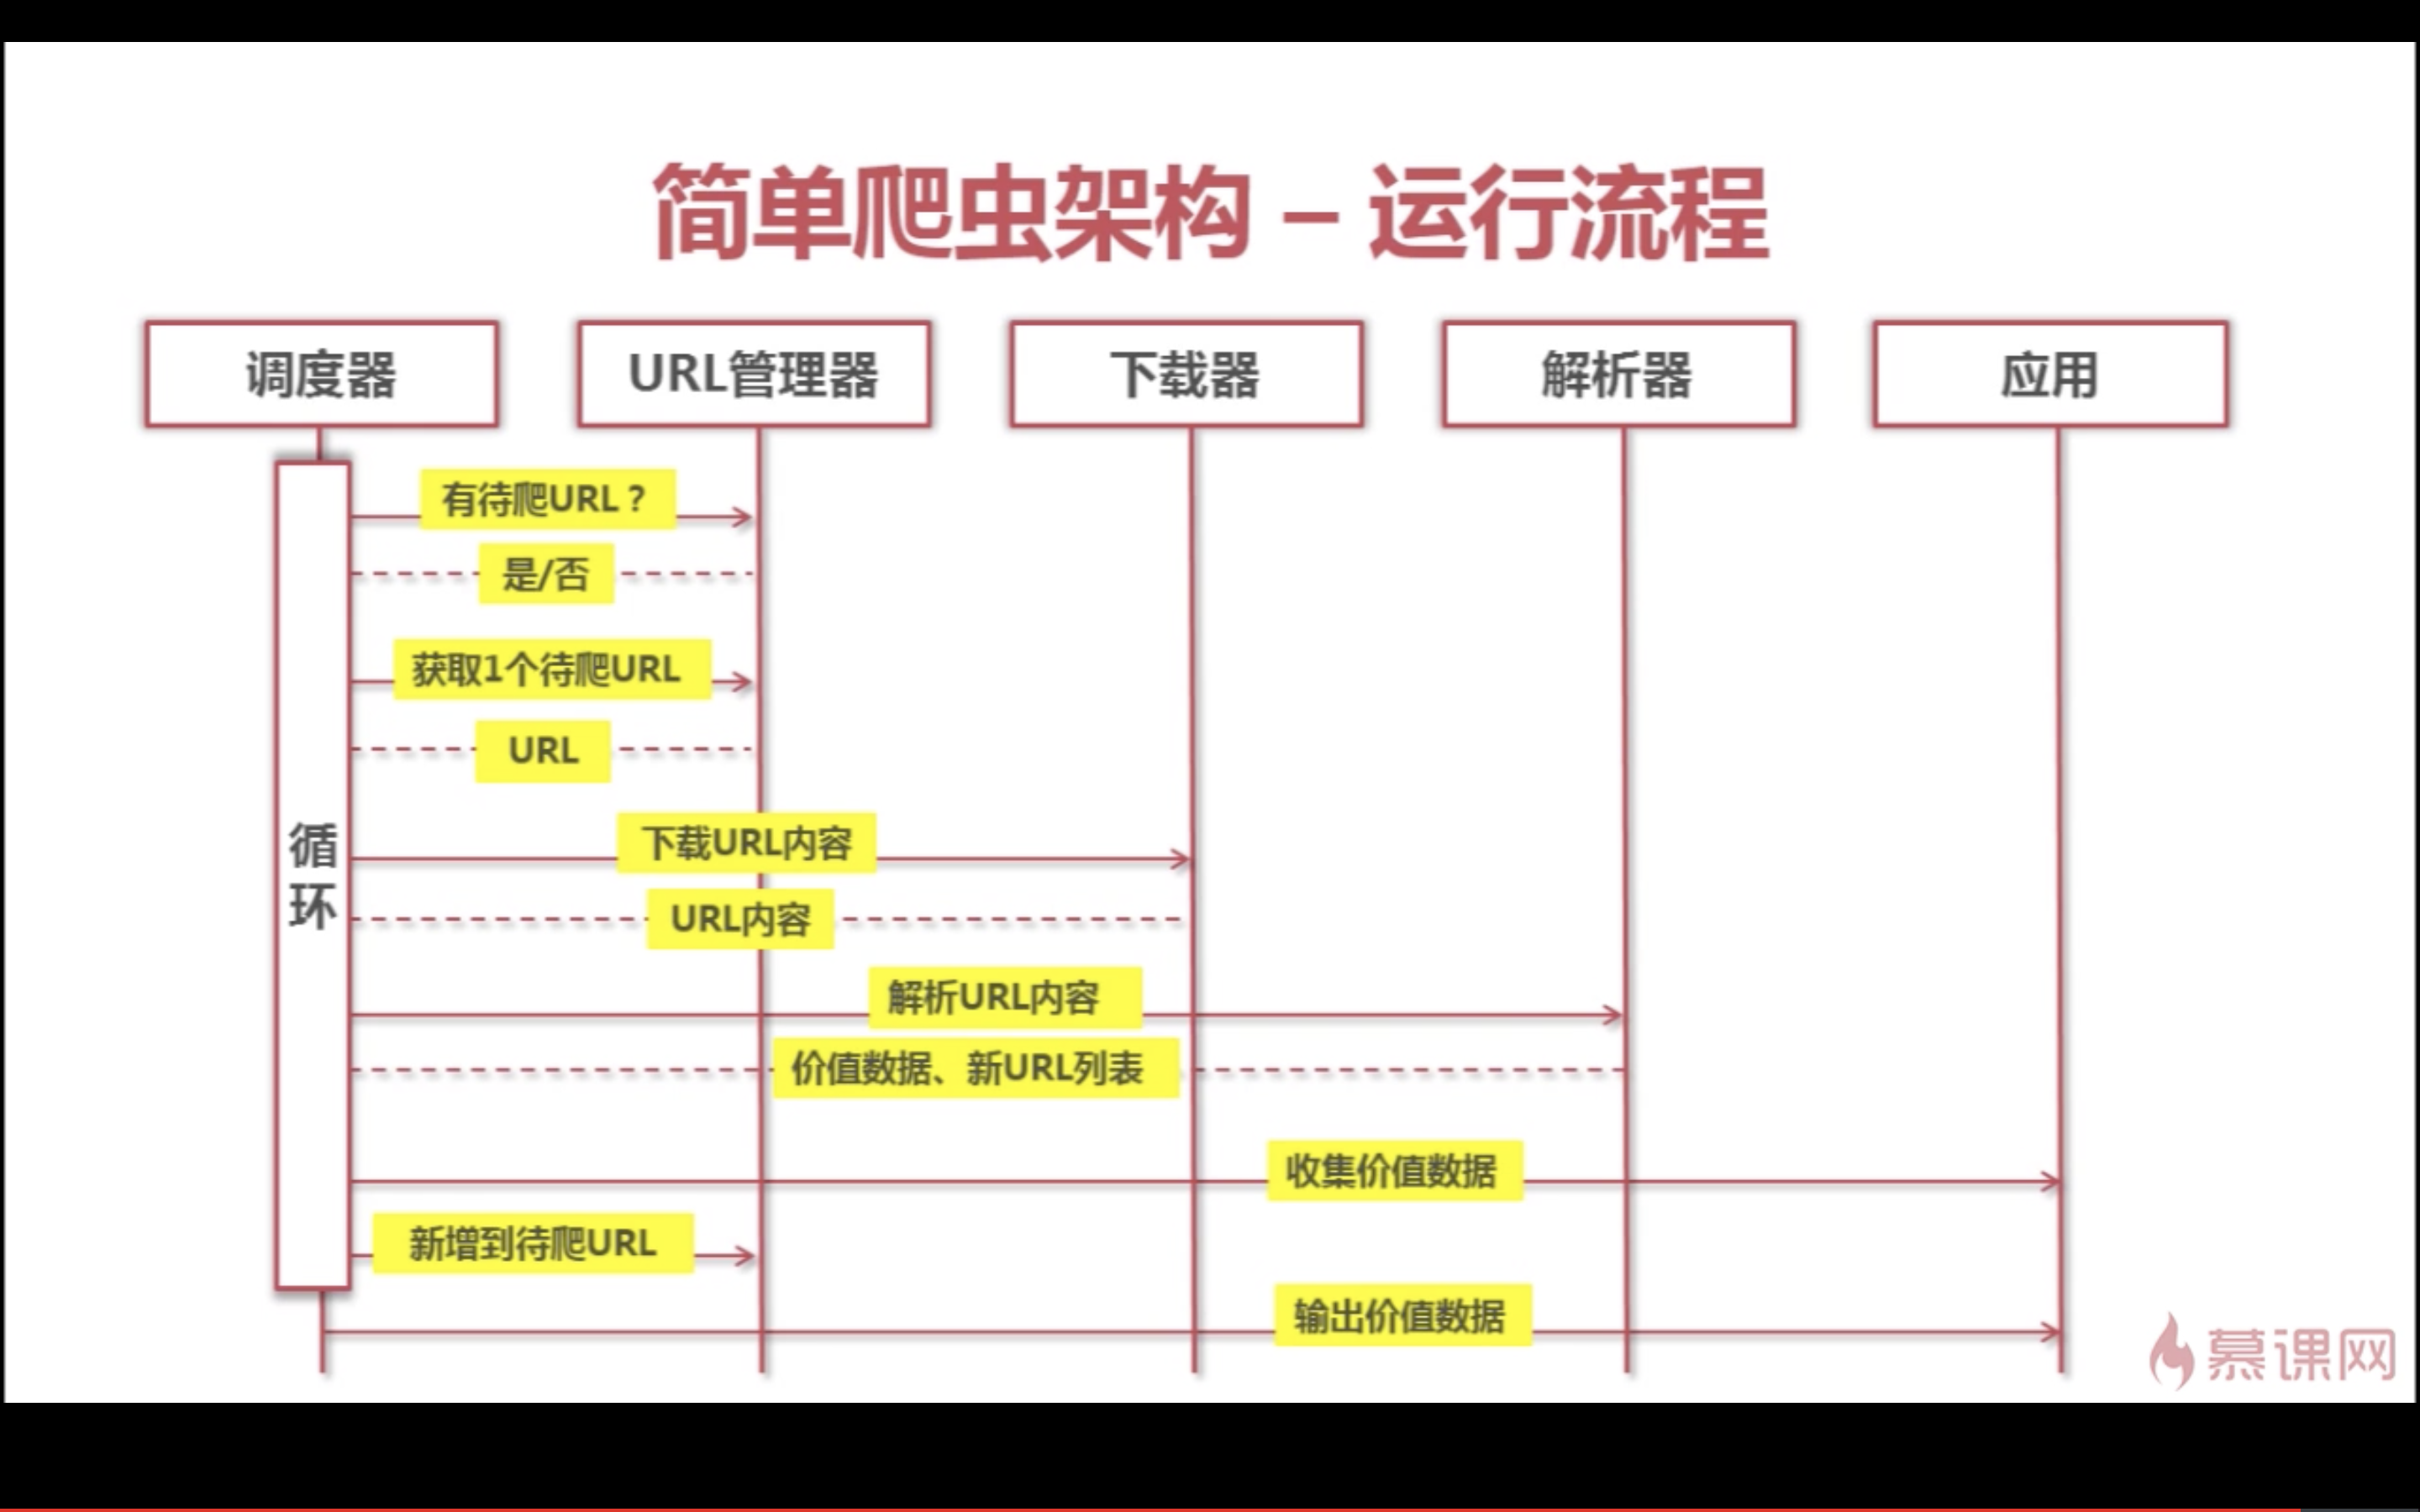 简单爬虫架构 – 运行流程
调度器
URL管理器
下载器
解析器
应用
有待爬URL？
是/否
获取1个待爬URL
URL
循
环
下载URL内容
URL内容
解析URL内容
价值数据、新URL列表
收集价值数据
新增到待爬URL
输出价值数据
慕课网